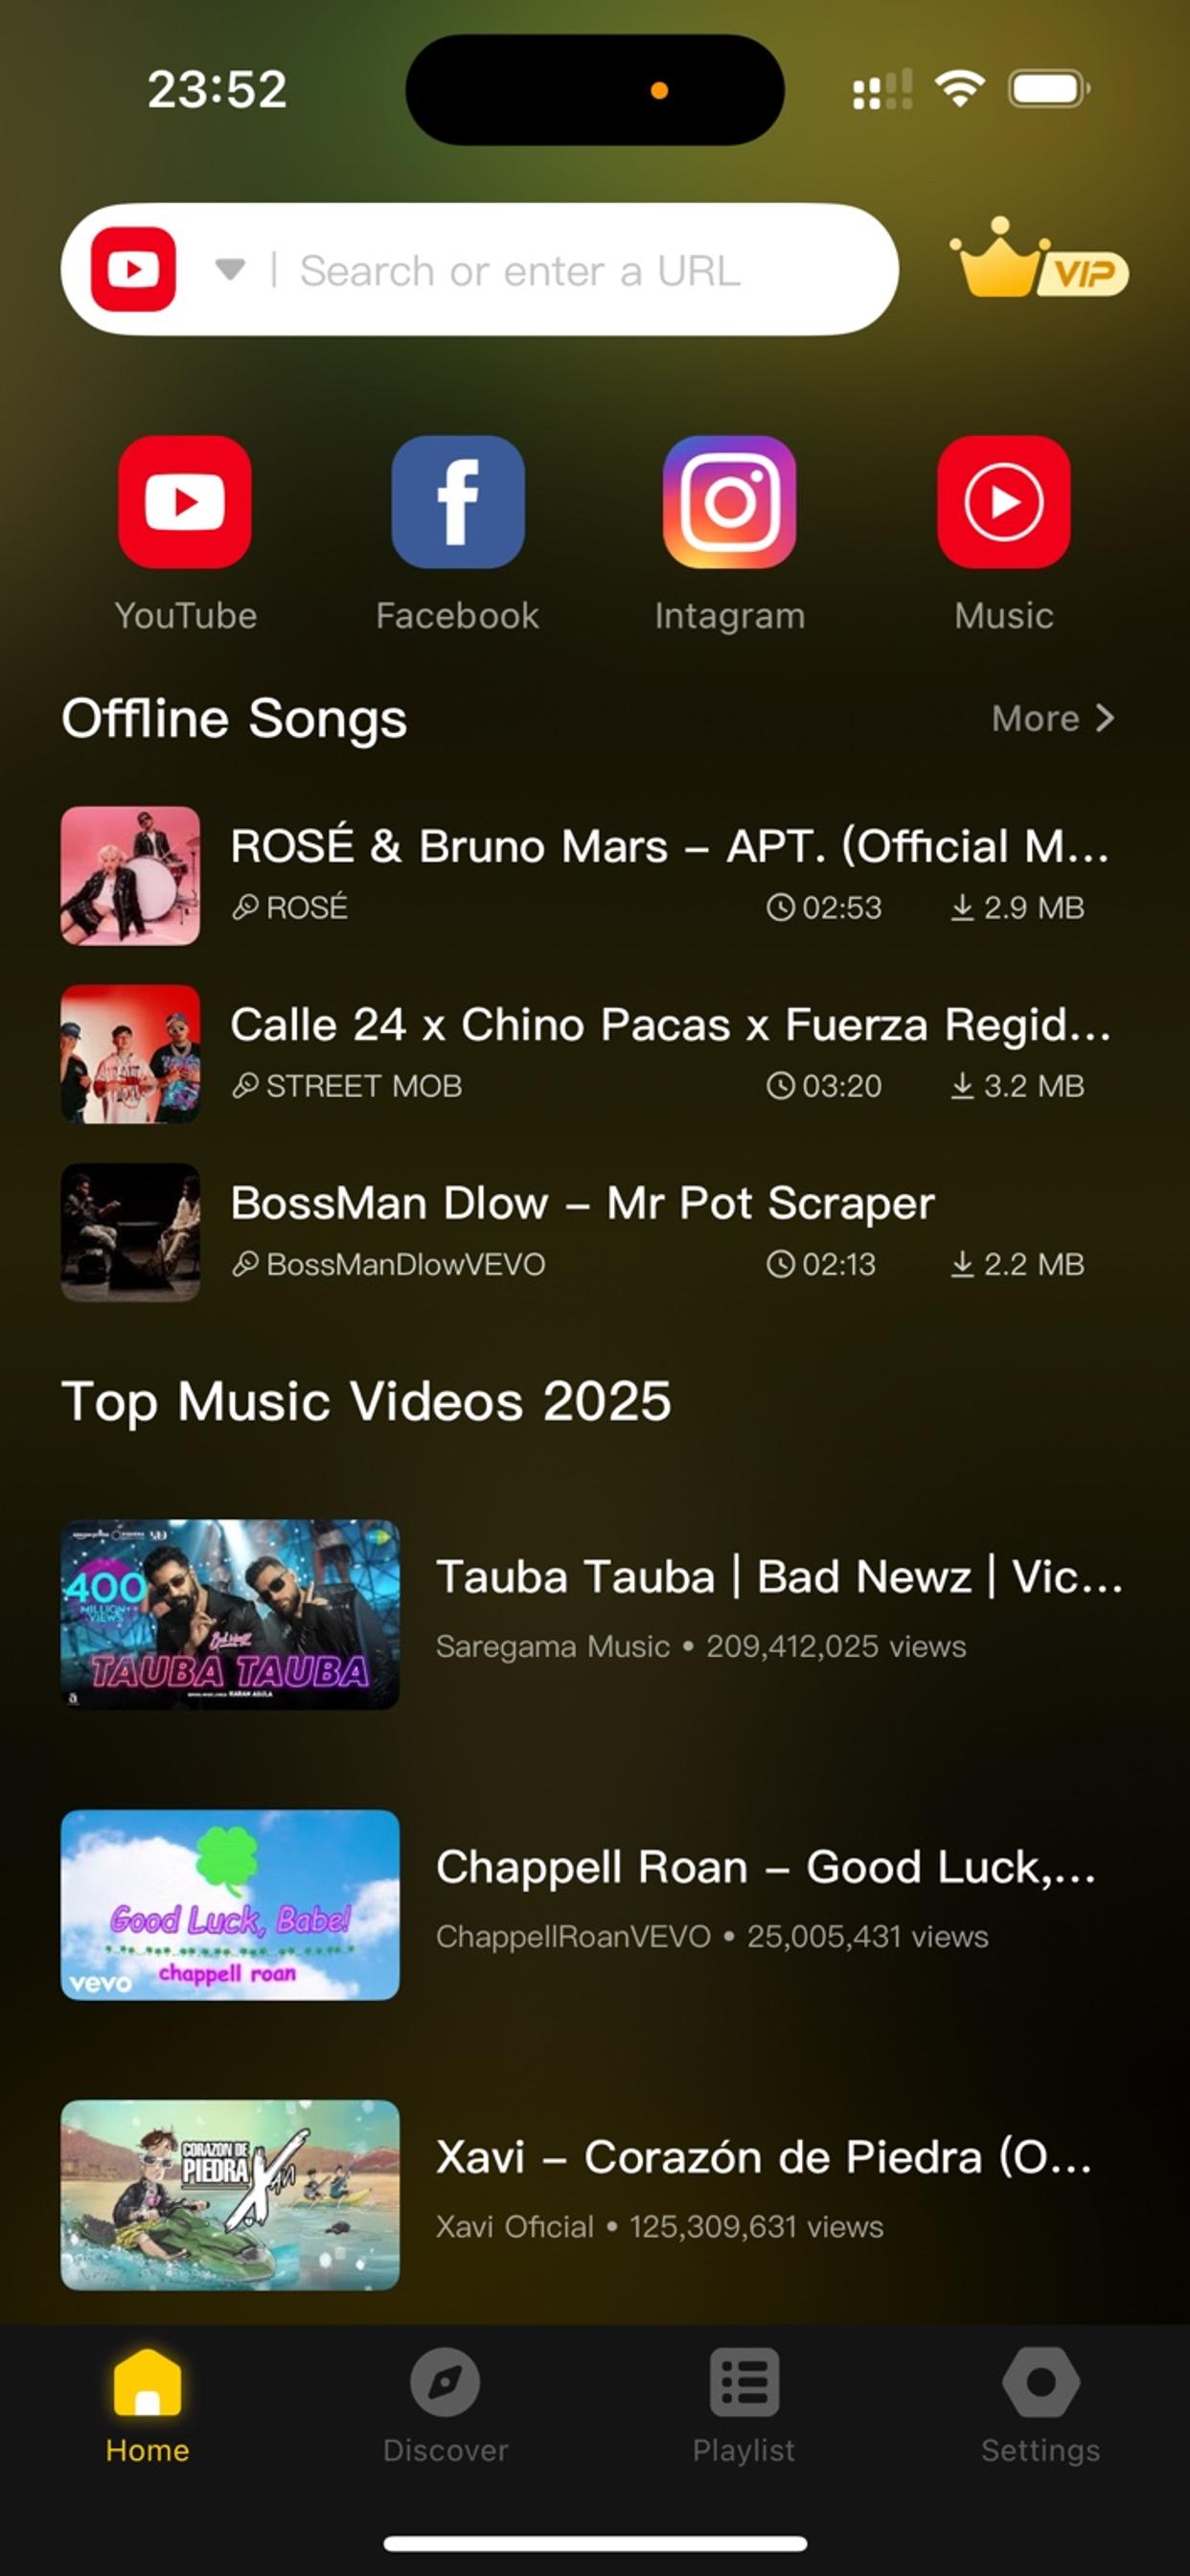 23:52
Search or enter a URL
VIP
YouTube
Facebook
Intagram
Music
Offline Songs
More
ROSÉ & Bruno Mars – APT. (Official M...
ROSÉ
02:53
2.9 MB
Calle 24 x Chino Pacas x Fuerza Regid...
STREET MOB
03:20
3.2 MB
BossMan Dlow – Mr Pot Scraper
BossManDlowVEVO
02:13
2.2 MB
Top Music Videos 2025
400
MILLION+
VIEWS
Bad Newz
TAUBA TAUBA
Tauba Tauba | Bad Newz | Vic...
Saregama Music • 209,412,025 views
Good Luck, Babe!
chappell roan
vevo
Chappell Roan – Good Luck,...
ChappellRoanVEVO • 25,005,431 views
CORAZON DE
PIEDRA
Xavi
Xavi – Corazón de Piedra (O...
Xavi Oficial • 125,309,631 views
Home
Discover
Playlist
Settings